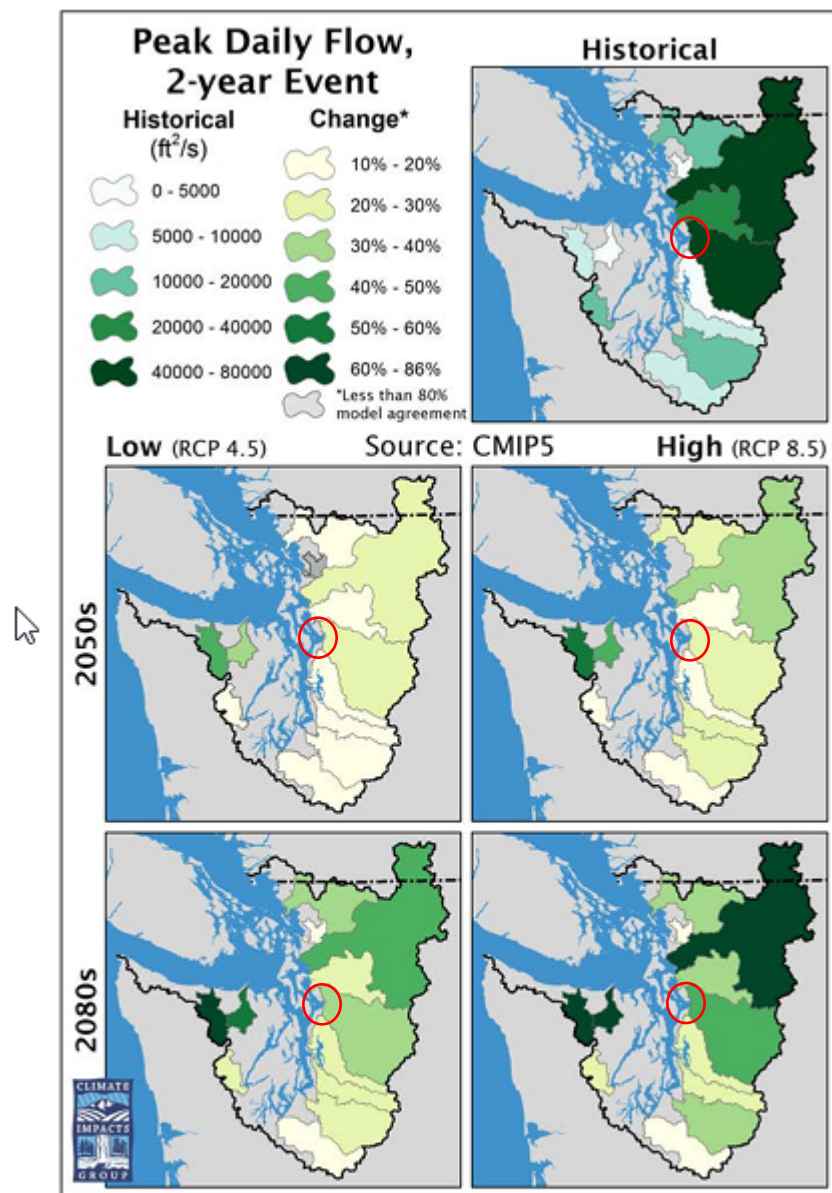 Peak Daily Flow,
2-year Event
Historical
(ft²/s)
0 - 5000
5000 - 10000
10000 - 20000
20000 - 40000
40000 - 80000
Change*
10% - 20%
20% - 30%
30% - 40%
40% - 50%
50% - 60%
60% - 86%
*Less than 80%
model agreement
Historical
Low (RCP 4.5)
Source: CMIP5
High (RCP 8.5)
2050s
2080s
CLIMATE
IMPACTS
GROUP